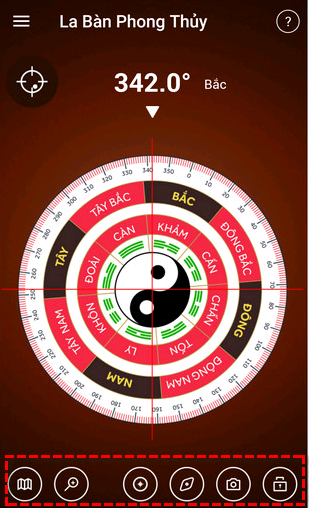 La Bàn Phong Thủy
?
342.0° Bắc
340 350 0 10 20 30 40 50 60 70 80 90 100 110 120 130 140 150 160 170 180 190 200 210 220 230 240 250 260 270 280 290 300 310 320 330
BẮC
ĐÔNG BẮC
ĐÔNG
ĐÔNG NAM
NAM
TÂY NAM
TÂY
TÂY BẮC
KHẢM
CẤN
CHẤN
TỐN
LY
KHÔN
ĐOÀI
CÀN